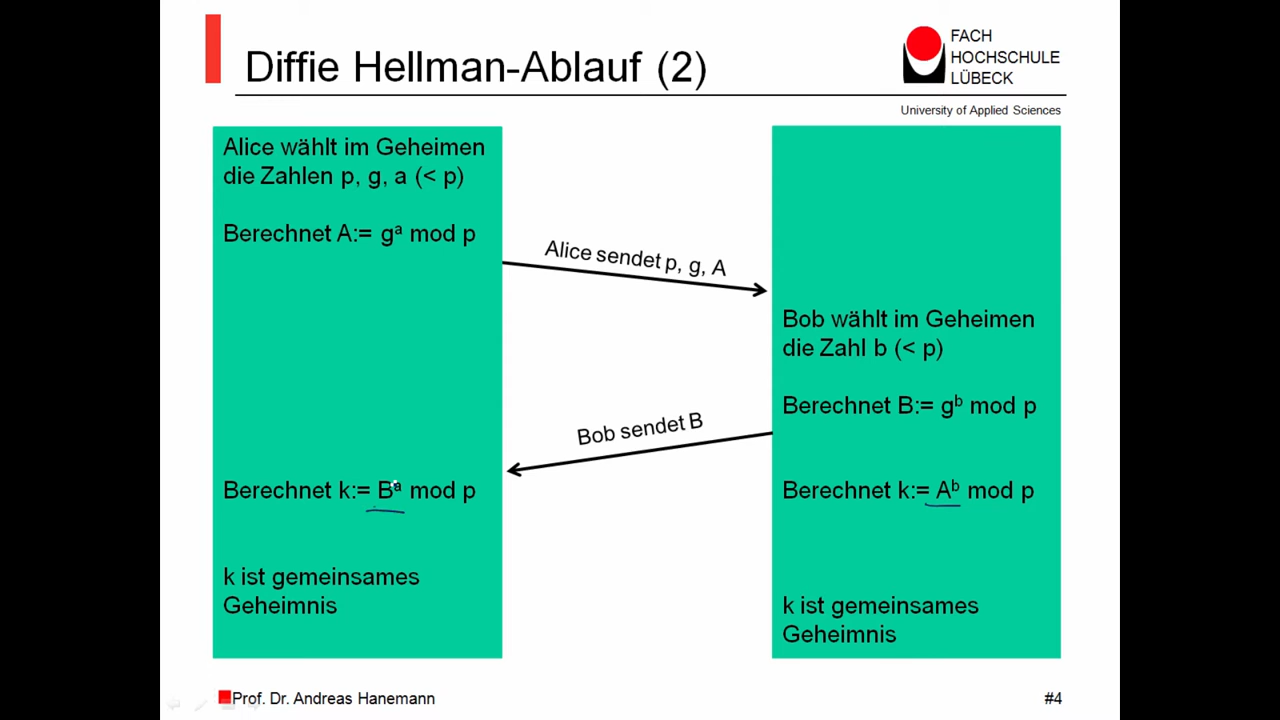 Diffie Hellman-Ablauf (2)
FACH
HOCHSCHULE
LÜBECK
University of Applied Sciences
Alice wählt im Geheimen
die Zahlen p, g, a (< p)
Berechnet A:= gᵃ mod p
Alice sendet p, g, A
Bob wählt im Geheimen
die Zahl b (< p)
Berechnet B:= gᵇ mod p
Bob sendet B
Berechnet k:= Bᵃ mod p
Berechnet k:= Aᵇ mod p
k ist gemeinsames
Geheimnis
k ist gemeinsames
Geheimnis
Prof. Dr. Andreas Hanemann
#4